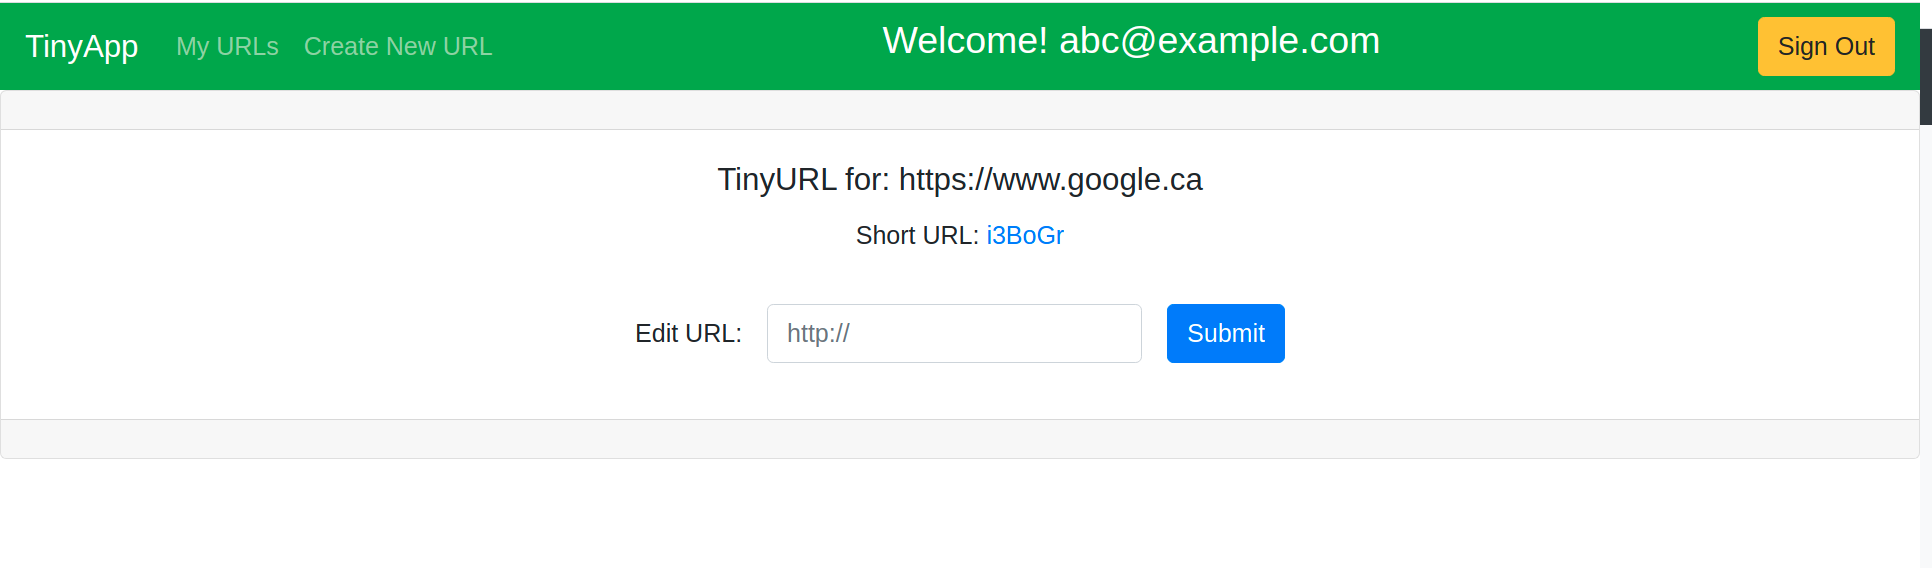 TinyApp My URLs Create New URL Welcome! abc@example.com Sign Out
TinyURL for: https://www.google.ca
Short URL: i3BoGr
Edit URL: http:// Submit